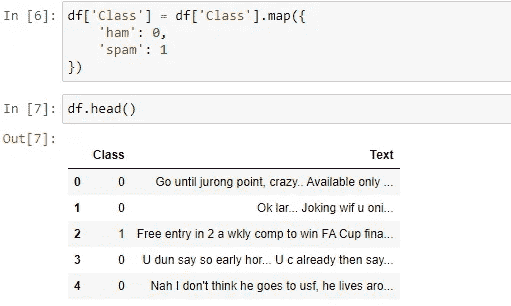 In [6]: df['Class'] = df['Class'].map({
    'ham': 0,
    'spam': 1
})
In [7]: df.head()
Out[7]:
Class Text
0 0 Go until jurong point, crazy.. Available only ...
1 0 Ok lar... Joking wif u oni...
2 1 Free entry in 2 a wkly comp to win FA Cup fina...
3 0 U dun say so early hor... U c already then say...
4 0 Nah I don't think he goes to usf, he lives aro...